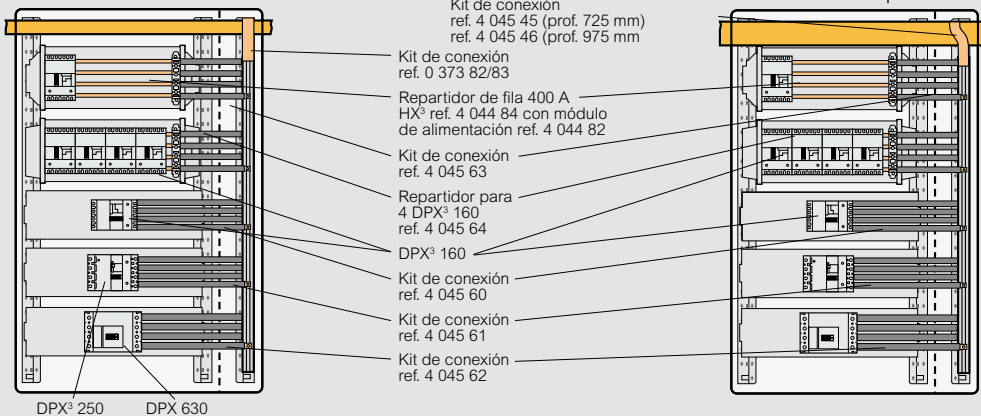 Kit de conexión
ref. 4 045 45 (prof. 725 mm)
ref. 4 045 46 (prof. 975 mm
Kit de conexión
ref. 0 373 82/83
Repartidor de fila 400 A
HX³ ref. 4 044 84 con módulo
de alimentación ref. 4 044 82
Kit de conexión
ref. 4 045 63
Repartidor para
4 DPX³ 160
ref. 4 045 64
DPX³ 160
Kit de conexión
ref. 4 045 60
Kit de conexión
ref. 4 045 61
Kit de conexión
ref. 4 045 62
DPX³ 250
DPX 630